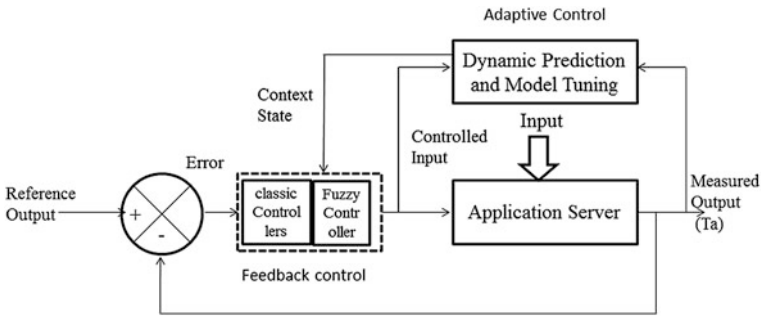 Adaptive Control
Dynamic Prediction
and Model Tuning
Context
State
Input
Controlled
Input
Error
Reference
Output
+
-
classic
Control
lers
Fuzzy
Contr
oller
Application Server
Measured
Output
(Ta)
Feedback control